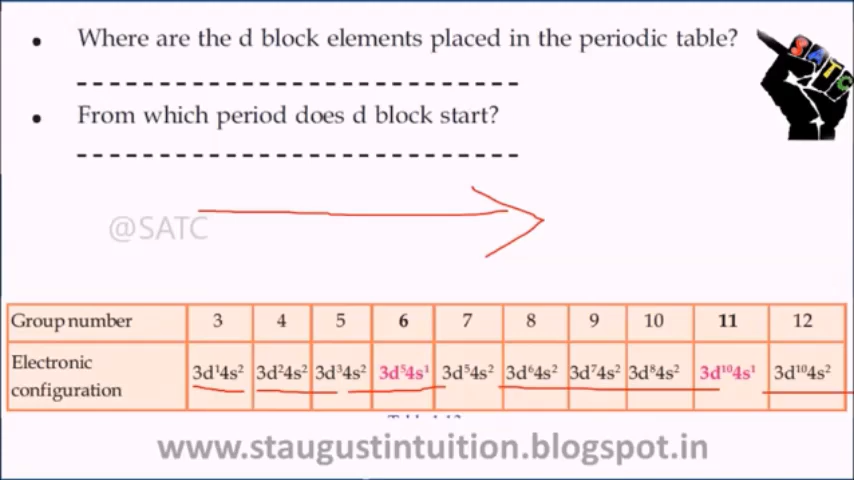 • Where are the d block elements placed in the periodic table?
• From which period does d block start?
SATC
@SATC
Group number 3 4 5 6 7 8 9 10 11 12
Electronic configuration 3d¹4s² 3d²4s² 3d³4s² 3d⁵4s¹ 3d⁵4s² 3d⁶4s² 3d⁷4s² 3d⁸4s² 3d¹⁰4s¹ 3d¹⁰4s²
www.staugustintuition.blogspot.in